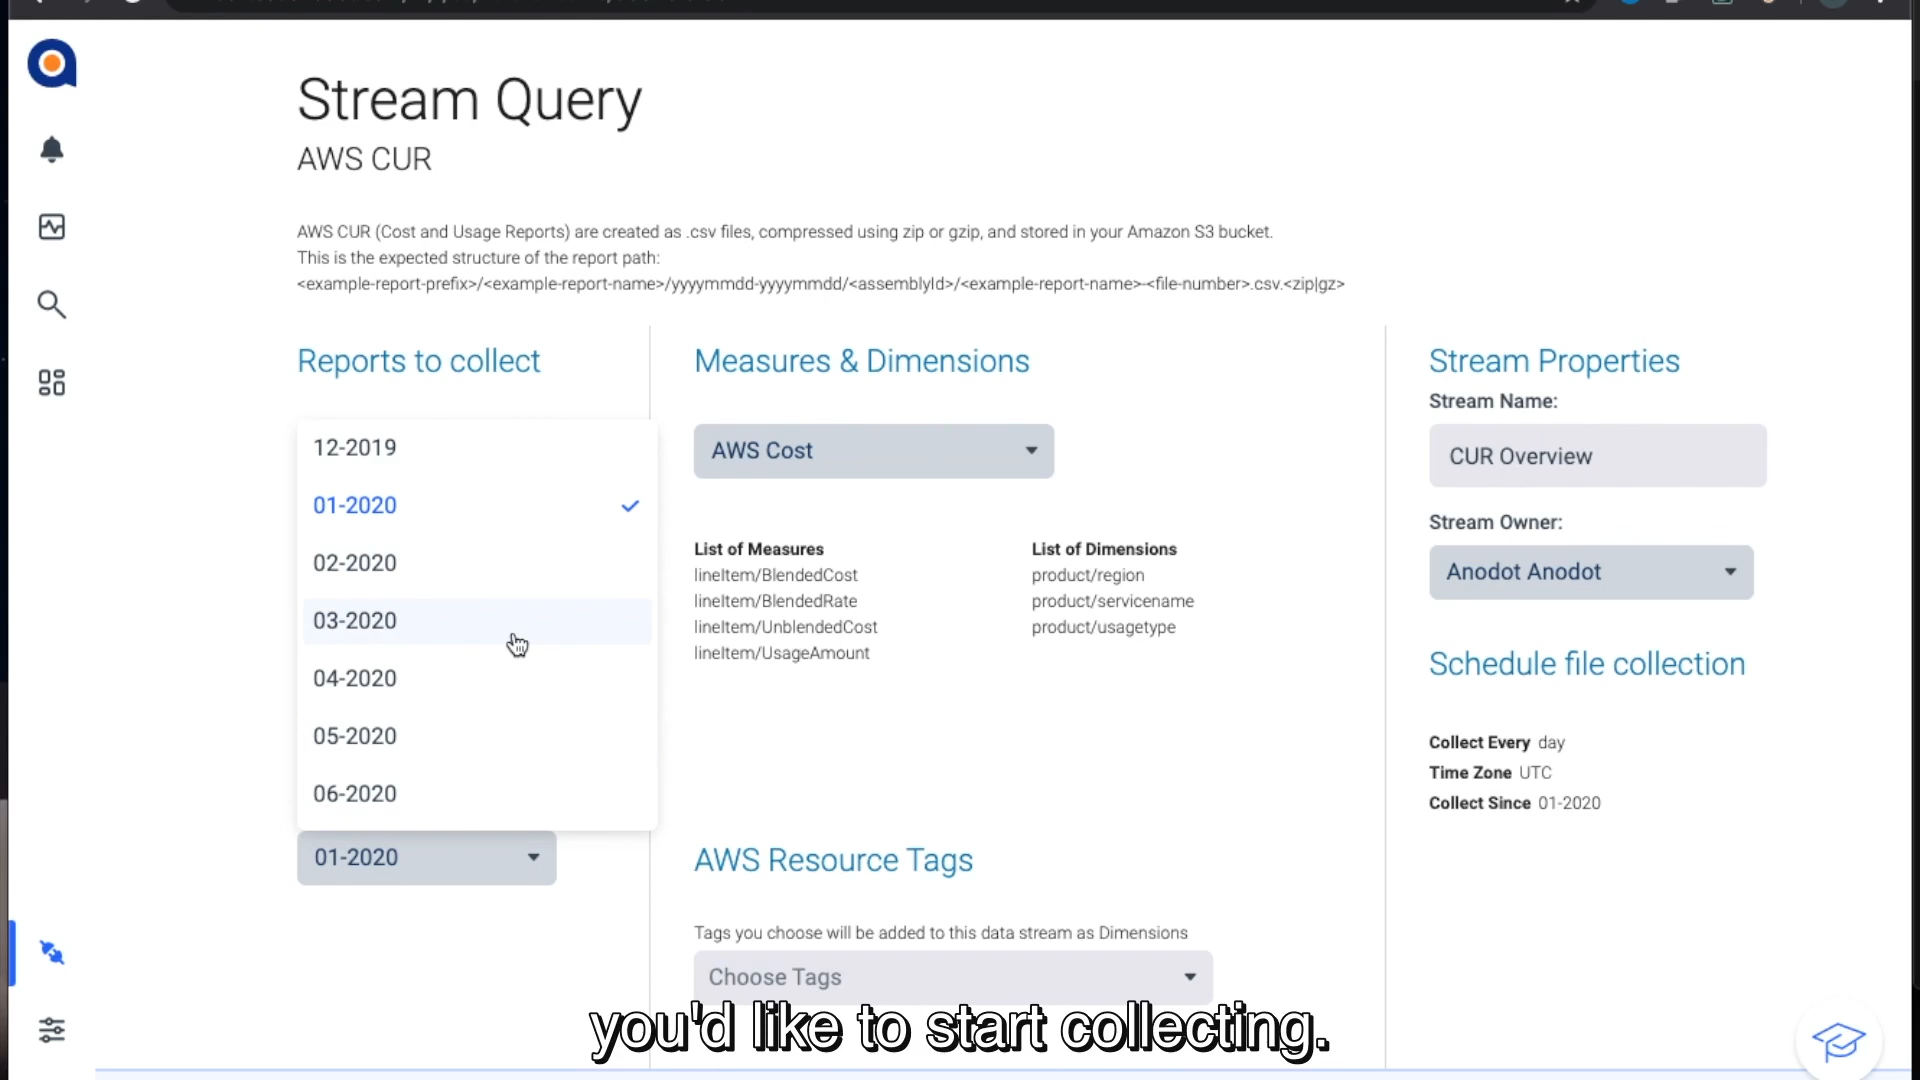 Stream Query
AWS CUR
AWS CUR (Cost and Usage Reports) are created as .csv files, compressed using zip or gzip, and stored in your Amazon S3 bucket.
This is the expected structure of the report path:
<example-report-prefix>/<example-report-name>/yyyymmdd-yyyymmdd/<assemblyId>/<example-report-name>-<file-number>.csv.<zip|gz>
Reports to collect
12-2019
01-2020
02-2020
03-2020
04-2020
05-2020
06-2020
01-2020
Measures & Dimensions
AWS Cost
List of Measures
lineItem/BlendedCost
lineItem/BlendedRate
lineItem/UnblendedCost
lineItem/UsageAmount
List of Dimensions
product/region
product/servicename
product/usagetype
AWS Resource Tags
Tags you choose will be added to this data stream as Dimensions
Choose Tags
Stream Properties
Stream Name:
CUR Overview
Stream Owner:
Anodot Anodot
Schedule file collection
Collect Every day
Time Zone UTC
Collect Since 01-2020
you'd like to start collecting.